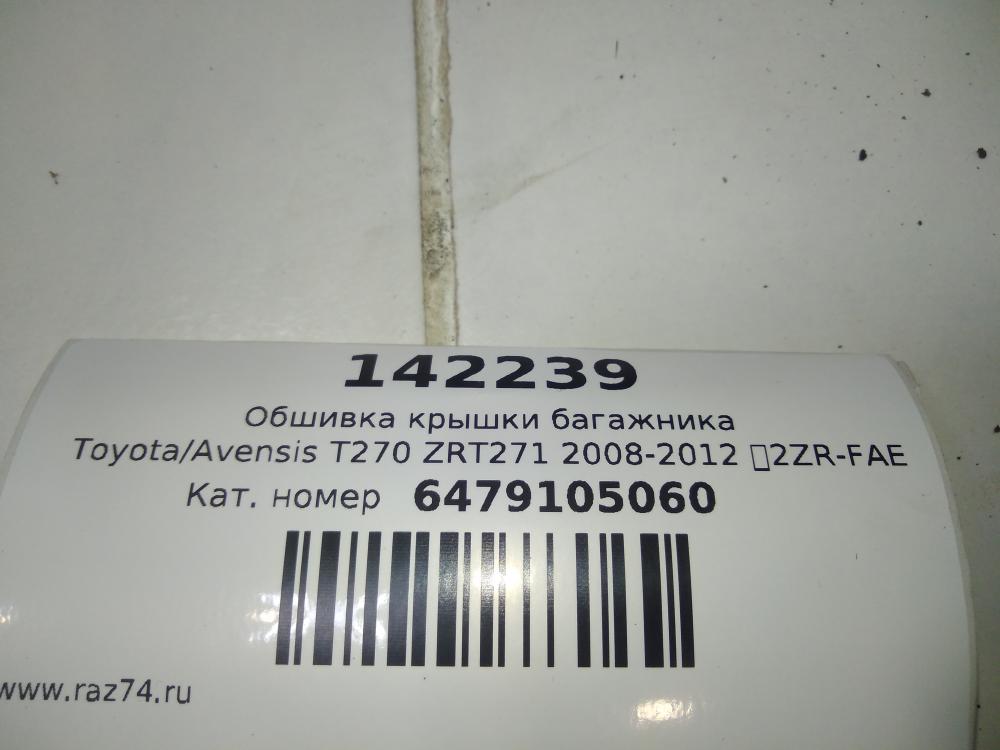 142239
Обшивка крышки багажника
Toyota/Avensis T270 ZRT271 2008-2012 ▯2ZR-FAE
Кат. номер 6479105060
www.raz74.ru